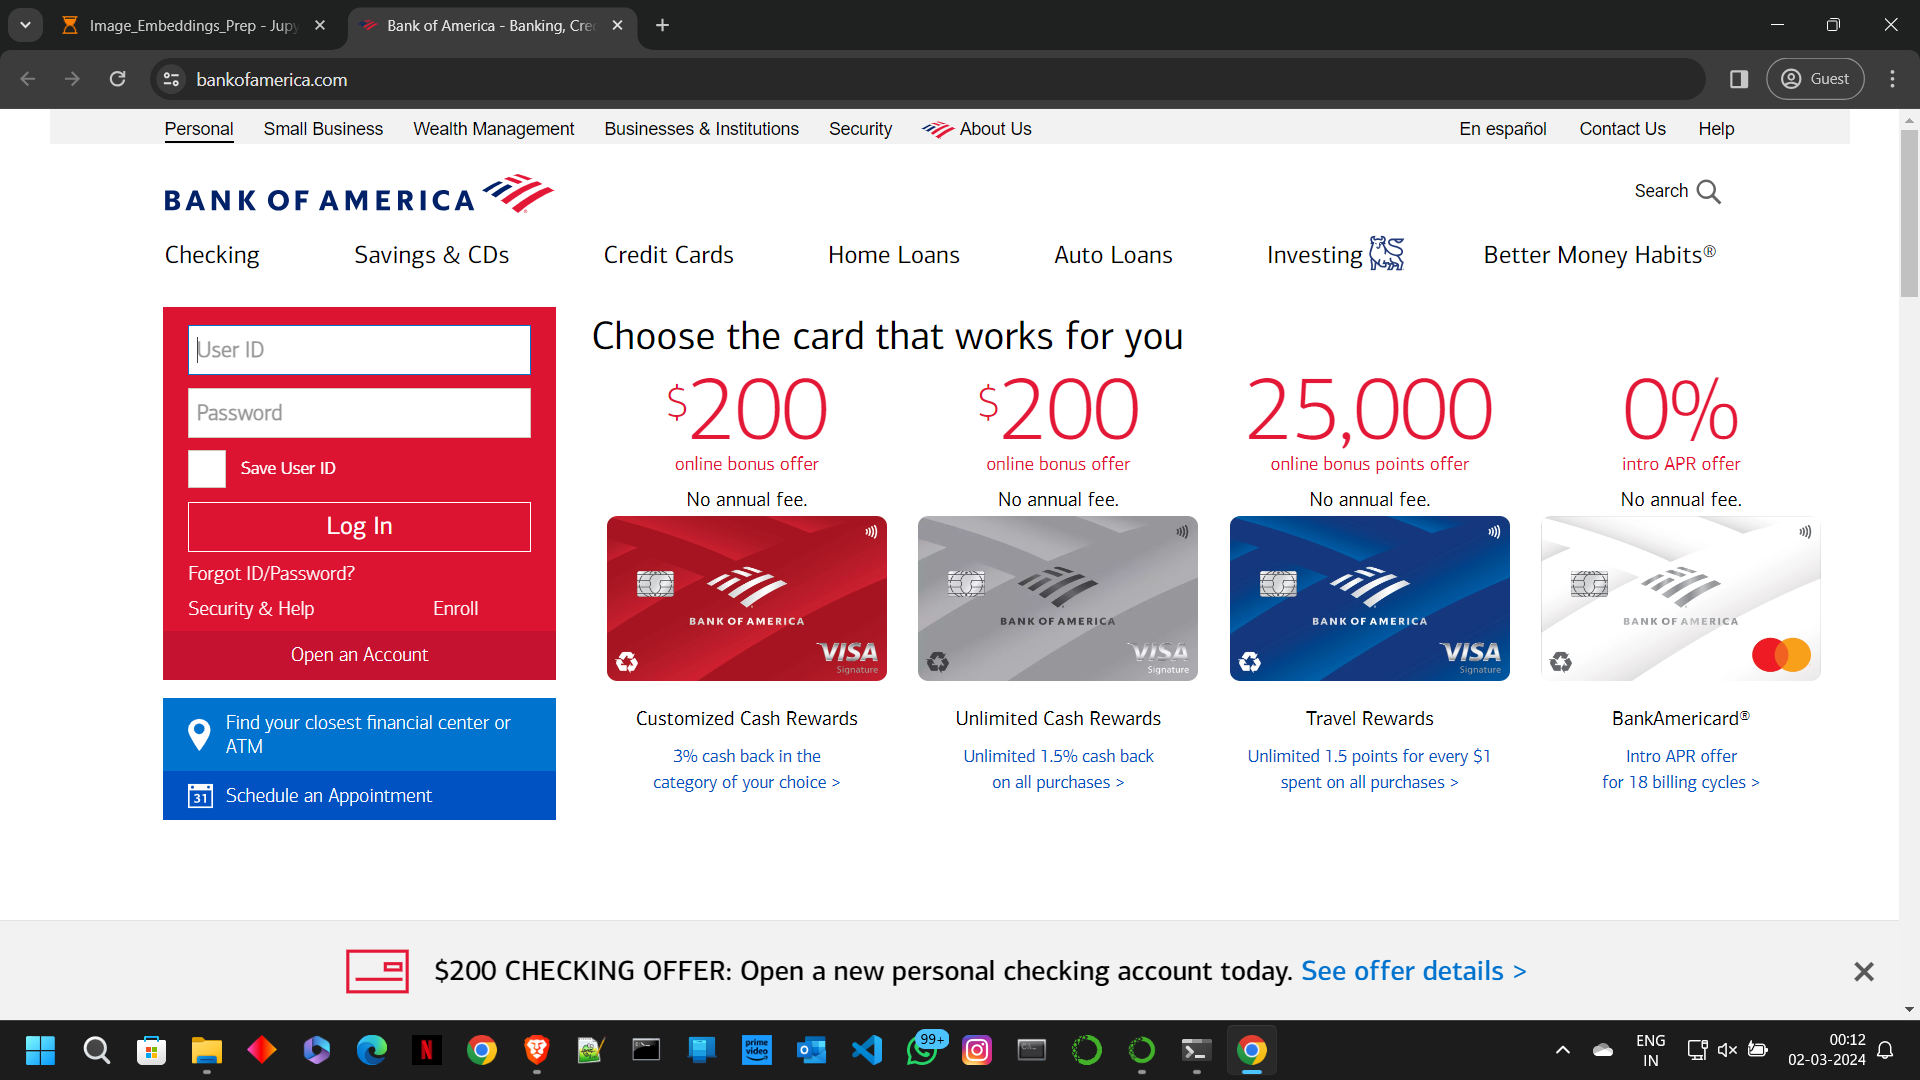 Image_Embeddings_Prep - Jupy
Bank of America - Banking, Cre
bankofamerica.com
Guest
Personal
Small Business
Wealth Management
Businesses & Institutions
Security
About Us
En español
Contact Us
Help
BANK OF AMERICA
Search
Checking
Savings & CDs
Credit Cards
Home Loans
Auto Loans
Investing
Better Money Habits®
User ID
Password
Save User ID
Log In
Forgot ID/Password?
Security & Help
Enroll
Open an Account
Find your closest financial center or
ATM
31
Schedule an Appointment
Choose the card that works for you
$200
online bonus offer
No annual fee.
BANK OF AMERICA
VISA
Signature
Customized Cash Rewards
3% cash back in the
category of your choice >
$200
online bonus offer
No annual fee.
BANK OF AMERICA
VISA
Signature
Unlimited Cash Rewards
Unlimited 1.5% cash back
on all purchases >
25,000
online bonus points offer
No annual fee.
BANK OF AMERICA
VISA
Signature
Travel Rewards
Unlimited 1.5 points for every $1
spent on all purchases >
0%
intro APR offer
No annual fee.
BANK OF AMERICA
BankAmericard®
Intro APR offer
for 18 billing cycles >
$200 CHECKING OFFER: Open a new personal checking account today. See offer details >
N
prime
video
99+
ENG
IN
00:12
02-03-2024